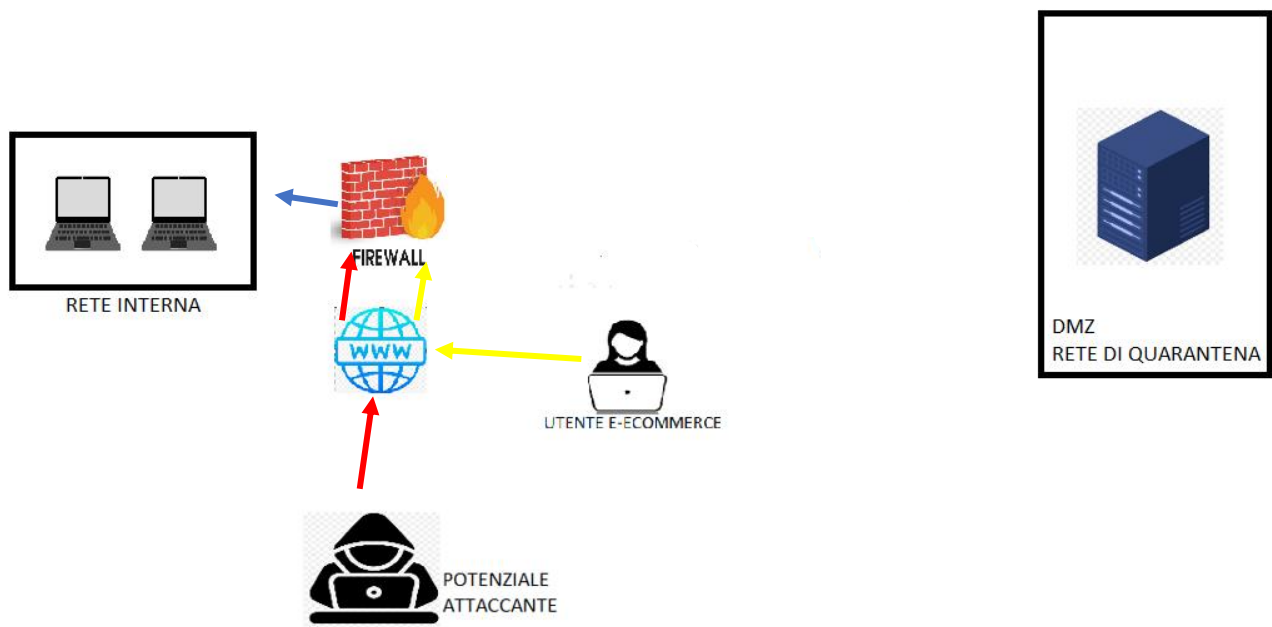 FIREWALL
RETE INTERNA
WWW
DMZ
RETE DI QUARANTENA
UTENTE E-ECOMMERCE
POTENZIALE
ATTACCANTE